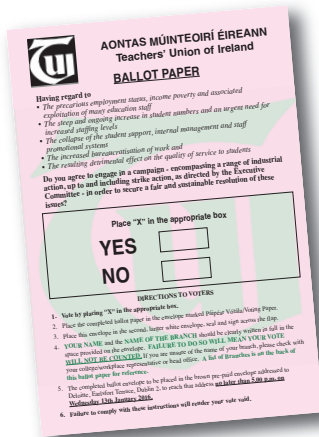 TUI
AONTAS MÚINTEOIRÍ ÉIREANN
Teachers' Union of Ireland
BALLOT PAPER
Having regard to
• The precarious employment status, income poverty and associated
exploitation of many education staff
• The steep and ongoing increase in student numbers and an urgent need for
increased staffing levels
• The collapse of the student support, internal management and staff
promotional systems
• The increased bureaucratisation of work and
• The resulting detrimental effect on the quality of service to students
Do you agree to engage in a campaign - encompassing a range of industrial
action, up to and including strike action, as directed by the Executive
Committee - in order to secure a fair and sustainable resolution of these
issues?
Place "X" in the appropriate box
YES
NO
DIRECTIONS TO VOTERS
1. Vote by placing "X" in the appropriate box.
2. Place the completed ballot paper in the envelope marked Páipéar Vótála/Voting Paper.
3. Place this envelope in the second, larger white envelope, seal and sign across the flap.
4. YOUR NAME and the NAME OF THE BRANCH should be clearly written in full in the
space provided on the envelope. FAILURE TO DO SO WILL MEAN YOUR VOTE
WILL NOT BE COUNTED. If you are unsure of the name of your branch, please check with
your college/workplace representative or head office. A list of Branches is on the back of
this ballot paper for reference.
5. The completed ballot envelope to be placed in the brown pre-paid envelope addressed to
Deloitte, Earlsfort Terrace, Dublin 2, to reach that address no later than 5.00 p.m. on
Wednesday 13th January 2016.
6. Failure to comply with these instructions will render your vote void.